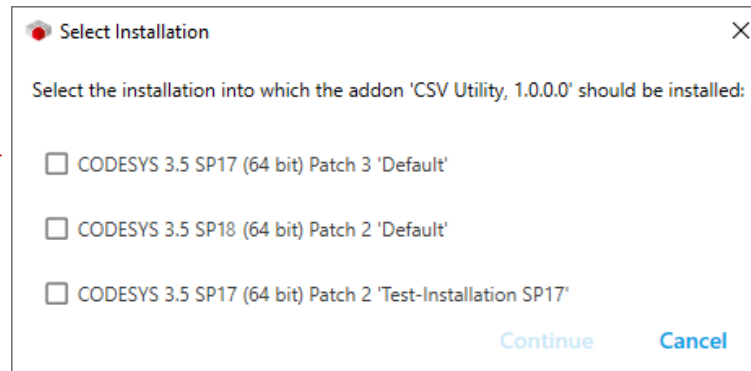 Select Installation
Select the installation into which the addon 'CSV Utility, 1.0.0.0' should be installed:
CODESYS 3.5 SP17 (64 bit) Patch 3 'Default'
CODESYS 3.5 SP18 (64 bit) Patch 2 'Default'
CODESYS 3.5 SP17 (64 bit) Patch 2 'Test-Installation SP17'
Continue Cancel